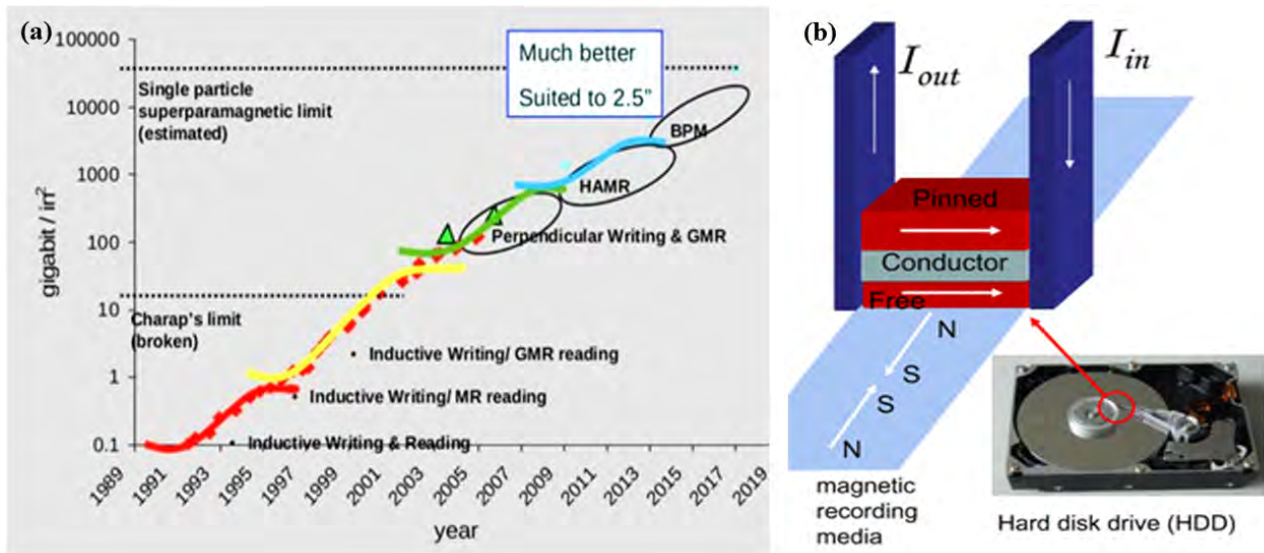 (a)
100000
10000
1000
100
10
1
0.1
gigabit / in²
Much better
Suited to 2.5"
Single particle
superparamagnetic limit
(estimated)
BPM
HAMR
Perpendicular Writing & GMR
Charap's limit
(broken)
Inductive Writing/ GMR reading
Inductive Writing/ MR reading
Inductive Writing & Reading
1989
1991
1993
1995
1997
1999
2001
2003
2005
2007
2009
2011
2013
2015
2017
2019
year
(b)
I out
I in
Pinned
Conductor
Free
N
S
S
N
magnetic
recording
media
Hard disk drive (HDD)